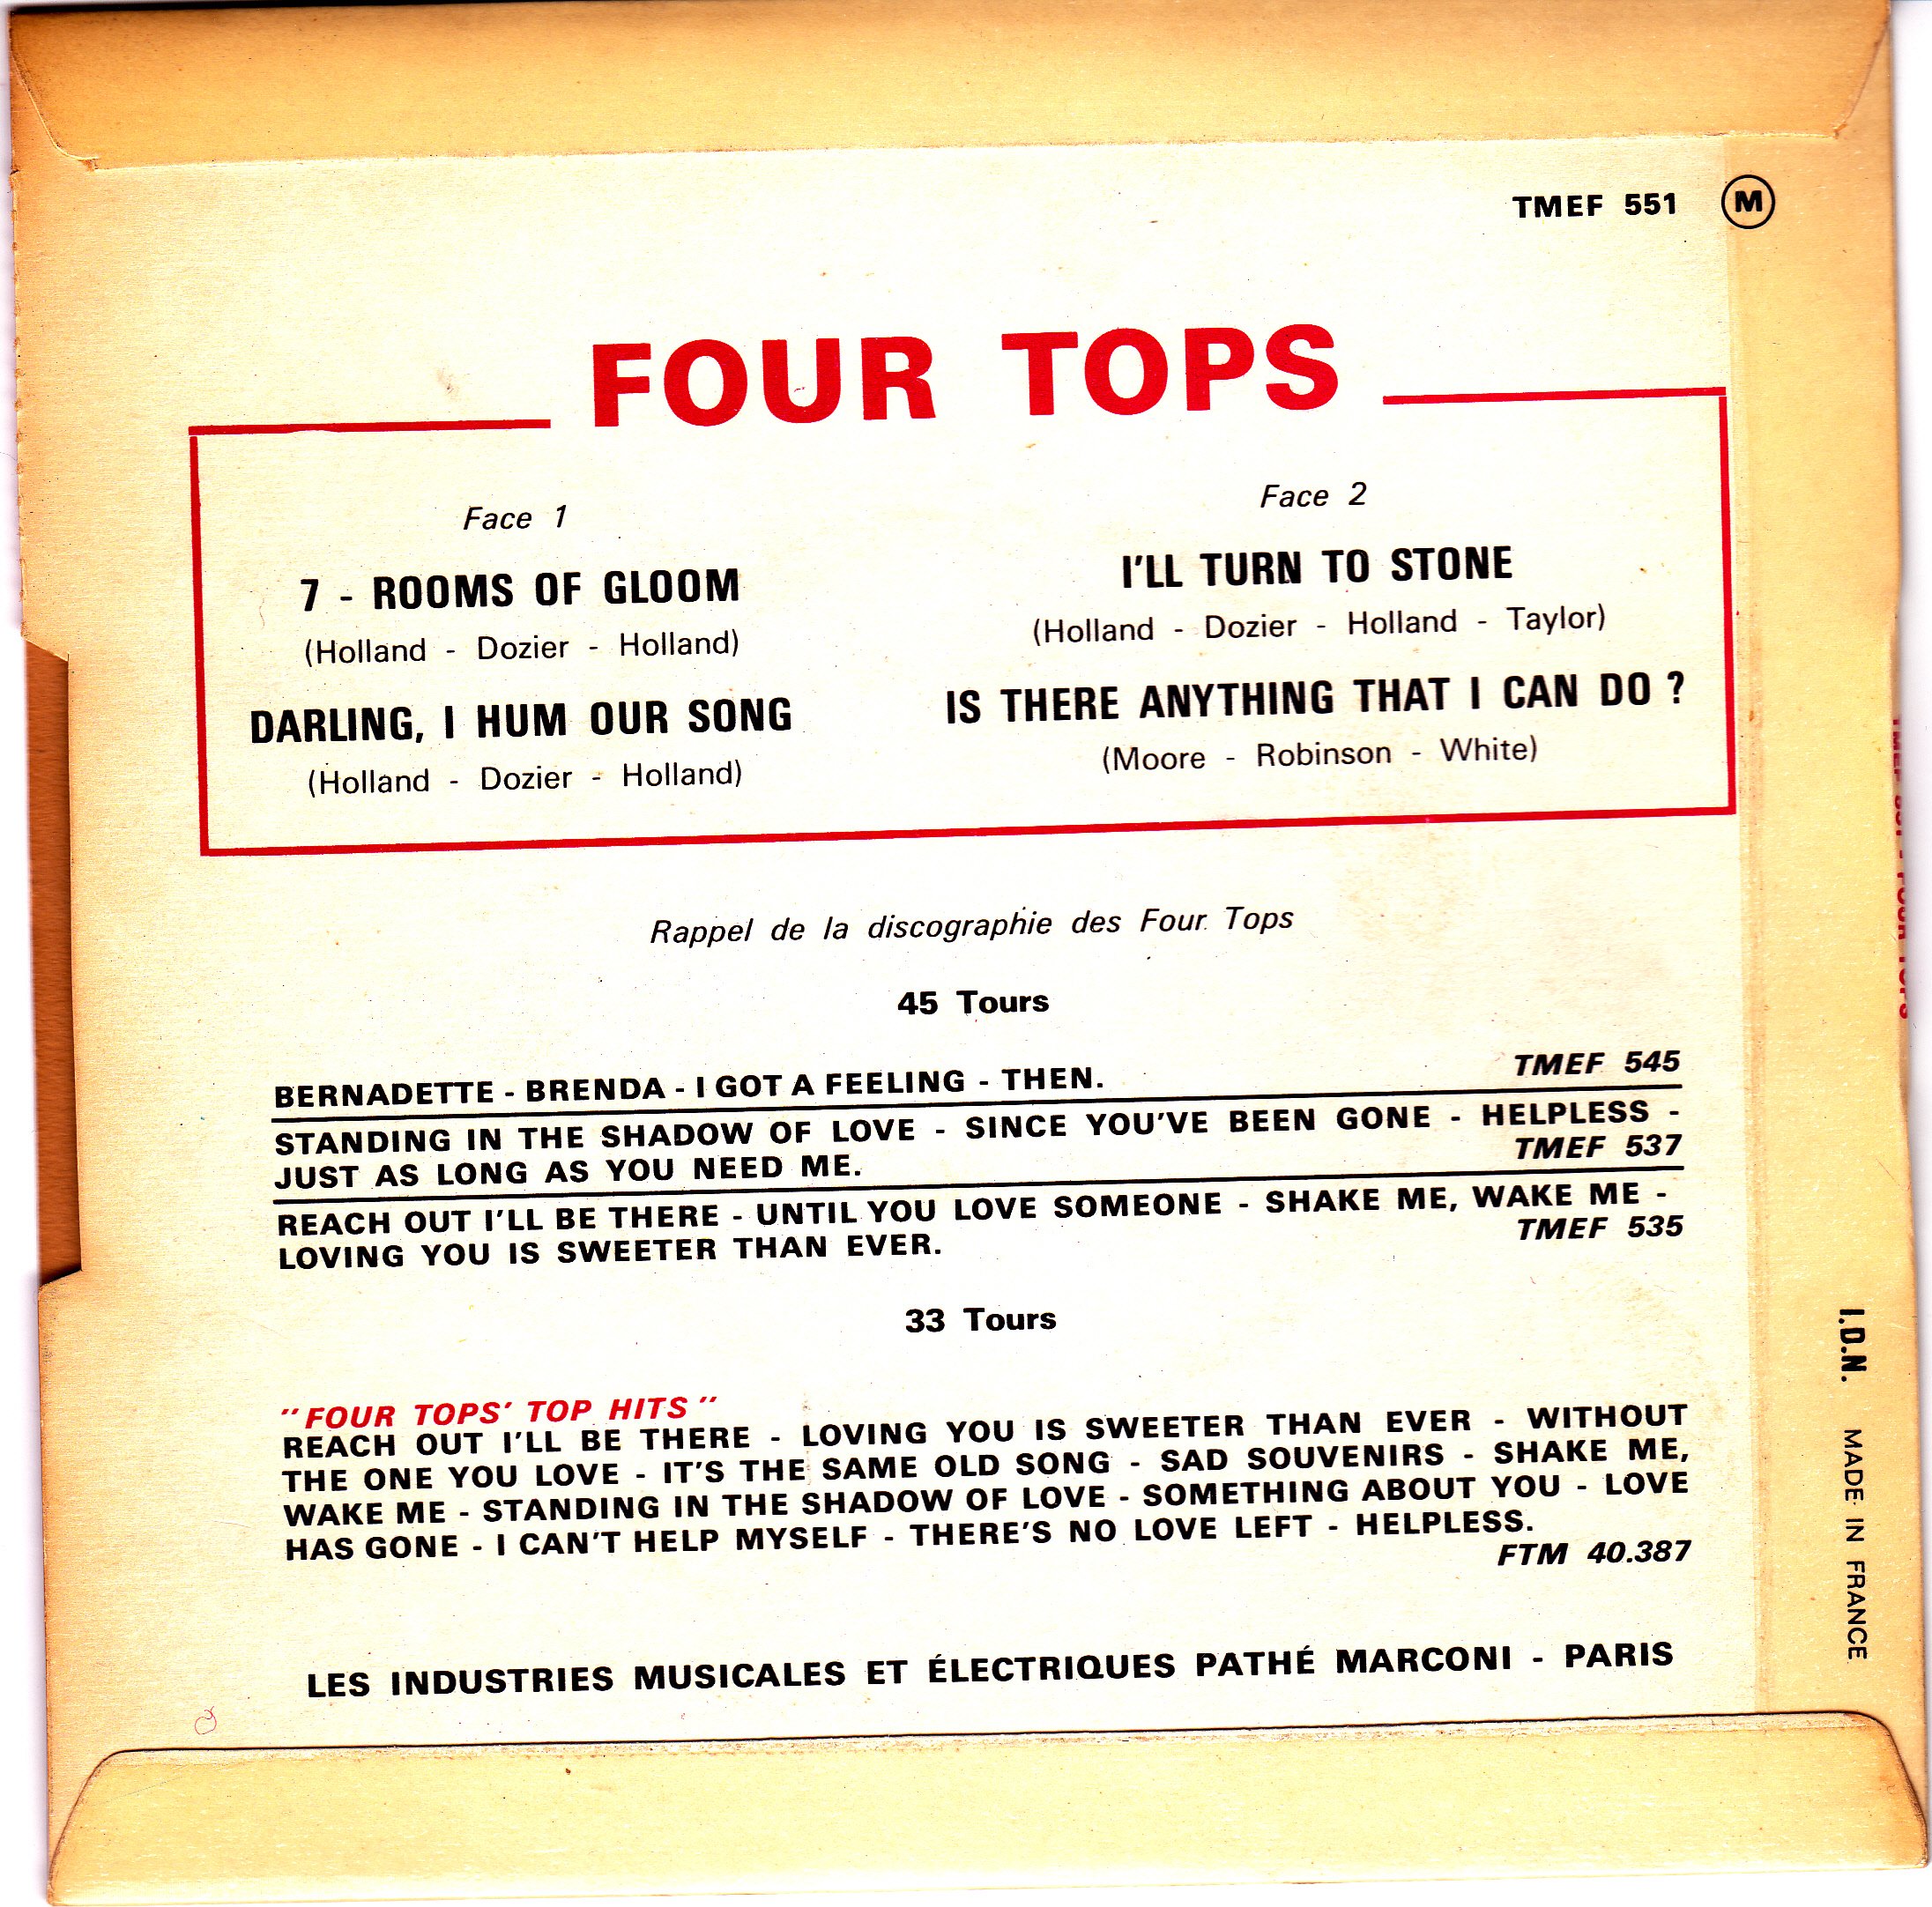 TMEF 551 M
FOUR TOPS
Face 1
7 - ROOMS OF GLOOM
(Holland - Dozier - Holland)
DARLING, I HUM OUR SONG
(Holland - Dozier - Holland)
Face 2
I'LL TURN TO STONE
(Holland - Dozier - Holland - Taylor)
IS THERE ANYTHING THAT I CAN DO ?
(Moore - Robinson - White)
Rappel de la discographie des Four Tops
45 Tours
BERNADETTE - BRENDA - I GOT A FEELING - THEN. TMEF 545
STANDING IN THE SHADOW OF LOVE - SINCE YOU'VE BEEN GONE - HELPLESS -
JUST AS LONG AS YOU NEED ME. TMEF 537
REACH OUT I'LL BE THERE - UNTIL YOU LOVE SOMEONE - SHAKE ME, WAKE ME -
LOVING YOU IS SWEETER THAN EVER. TMEF 535
33 Tours
"FOUR TOPS' TOP HITS"
REACH OUT I'LL BE THERE - LOVING YOU IS SWEETER THAN EVER - WITHOUT
THE ONE YOU LOVE - IT'S THE SAME OLD SONG - SAD SOUVENIRS - SHAKE ME,
WAKE ME - STANDING IN THE SHADOW OF LOVE - SOMETHING ABOUT YOU - LOVE
HAS GONE - I CAN'T HELP MYSELF - THERE'S NO LOVE LEFT - HELPLESS.
FTM 40.387
LES INDUSTRIES MUSICALES ET ÉLECTRIQUES PATHÉ MARCONI - PARIS
I.D.N. MADE IN FRANCE
TMEF 551 - FOUR TOPS